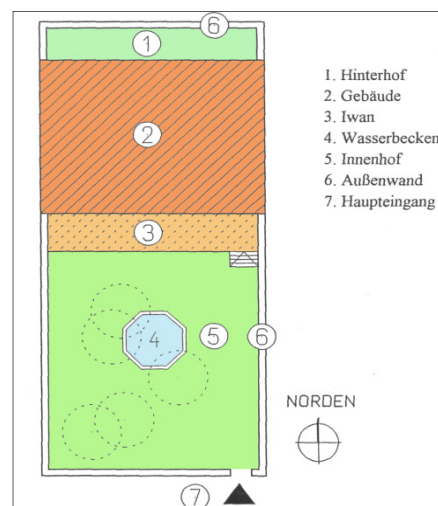 6
1
2
3
4
5
6
7
1. Hinterhof
2. Gebäude
3. Iwan
4. Wasserbecken
5. Innenhof
6. Außenwand
7. Haupteingang
NORDEN